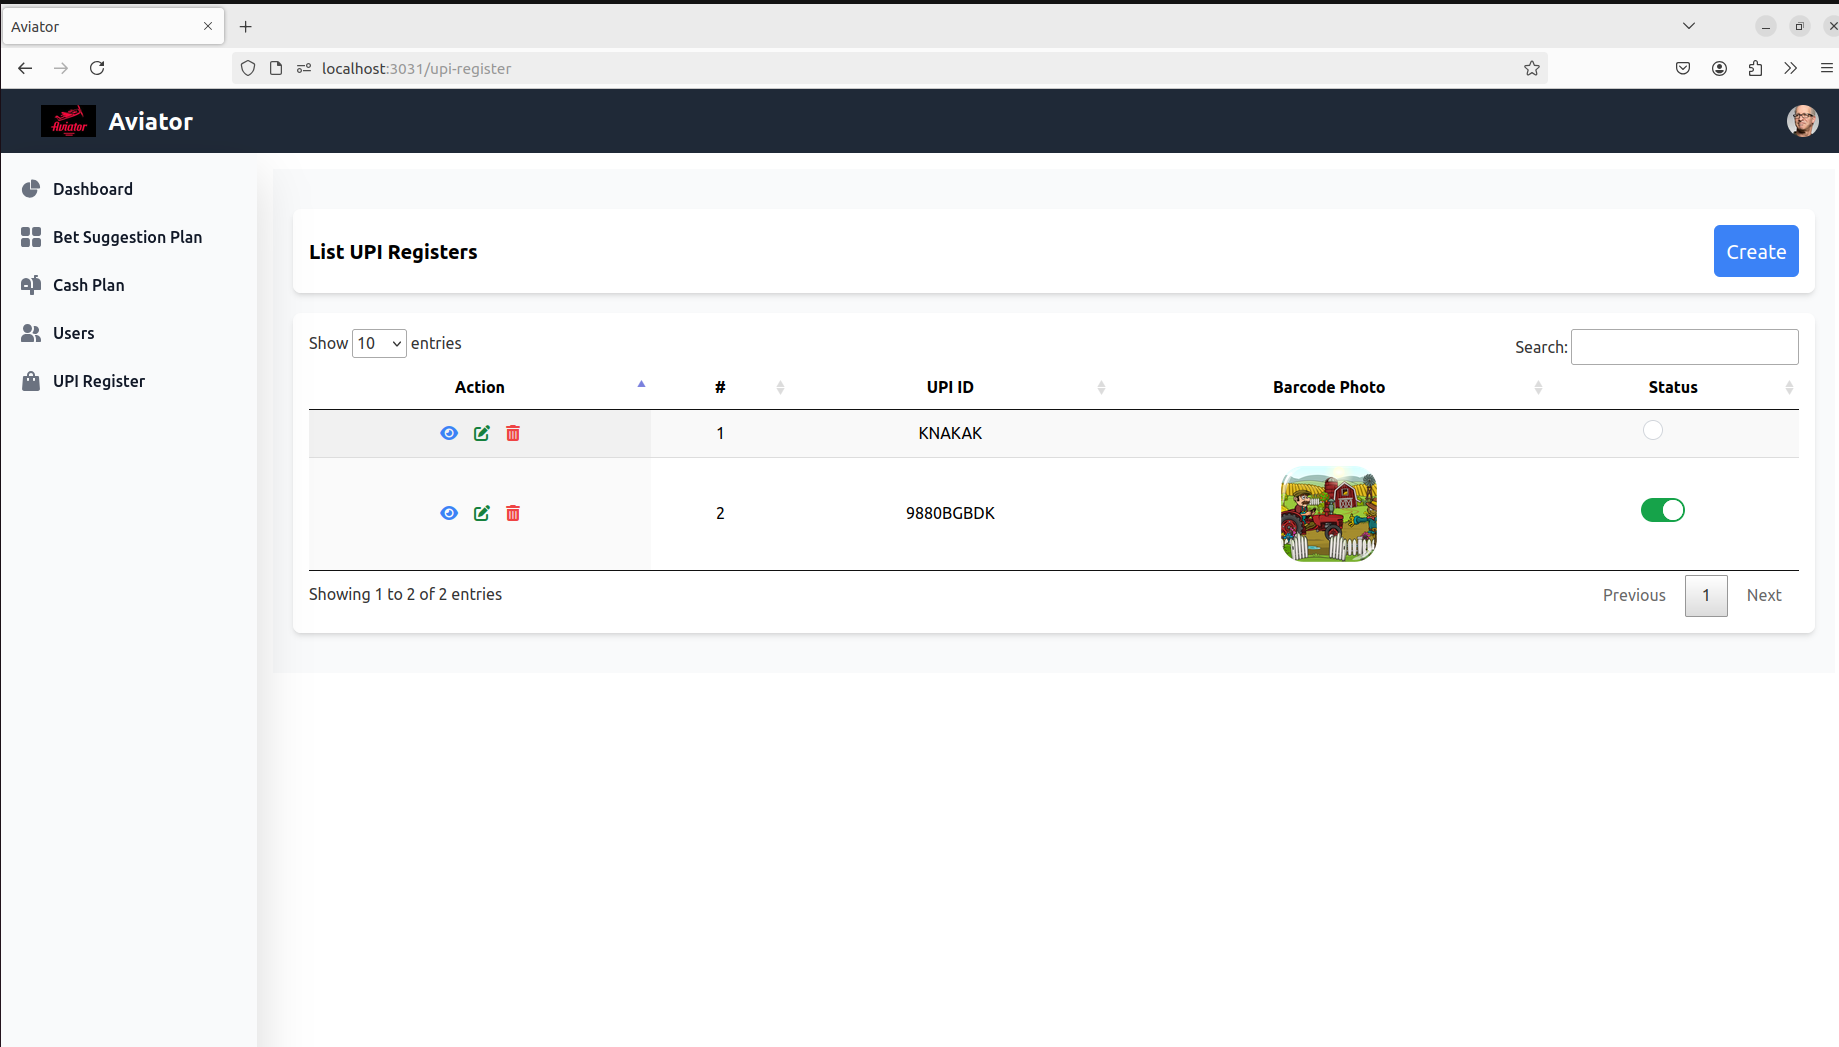 Aviator
localhost:3031/upi-register
Aviator Aviator
Dashboard
Bet Suggestion Plan
Cash Plan
Users
UPI Register
List UPI Registers
Create
Show 10 entries
Search:
Action # UPI ID Barcode Photo Status
1 KNAKAK
2 9880BGBDK
Showing 1 to 2 of 2 entries
Previous 1 Next